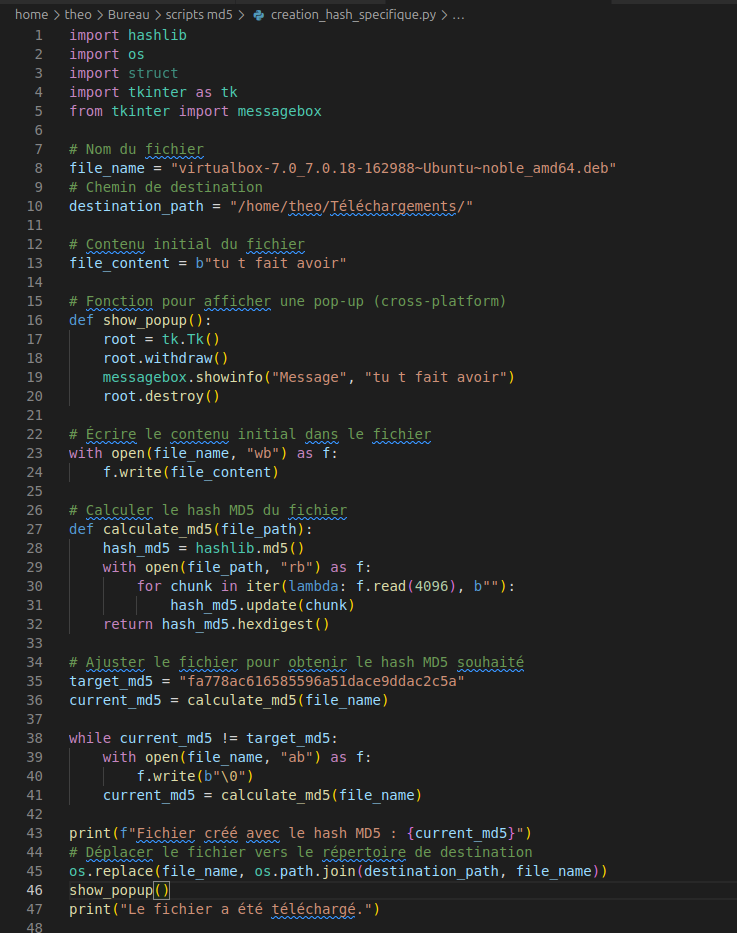 home > theo > Bureau > scripts md5 > creation_hash_specifique.py > ...
1 import hashlib
2 import os
3 import struct
4 import tkinter as tk
5 from tkinter import messagebox
6
7 # Nom du fichier
8 file_name = "virtualbox-7.0_7.0.18-162988~Ubuntu~noble_amd64.deb"
9 # Chemin de destination
10 destination_path = "/home/theo/Téléchargements/"
11
12 # Contenu initial du fichier
13 file_content = b"tu t fait avoir"
14
15 # Fonction pour afficher une pop-up (cross-platform)
16 def show_popup():
17     root = tk.Tk()
18     root.withdraw()
19     messagebox.showinfo("Message", "tu t fait avoir")
20     root.destroy()
21
22 # Écrire le contenu initial dans le fichier
23 with open(file_name, "wb") as f:
24     f.write(file_content)
25
26 # Calculer le hash MD5 du fichier
27 def calculate_md5(file_path):
28     hash_md5 = hashlib.md5()
29     with open(file_path, "rb") as f:
30         for chunk in iter(lambda: f.read(4096), b""):
31             hash_md5.update(chunk)
32     return hash_md5.hexdigest()
33
34 # Ajuster le fichier pour obtenir le hash MD5 souhaité
35 target_md5 = "fa778ac616585596a51dace9ddac2c5a"
36 current_md5 = calculate_md5(file_name)
37
38 while current_md5 != target_md5:
39     with open(file_name, "ab") as f:
40         f.write(b"\0")
41     current_md5 = calculate_md5(file_name)
42
43 print(f"Fichier créé avec le hash MD5 : {current_md5}")
44 # Déplacer le fichier vers le répertoire de destination
45 os.replace(file_name, os.path.join(destination_path, file_name))
46 show_popup()
47 print("Le fichier a été téléchargé.")
48